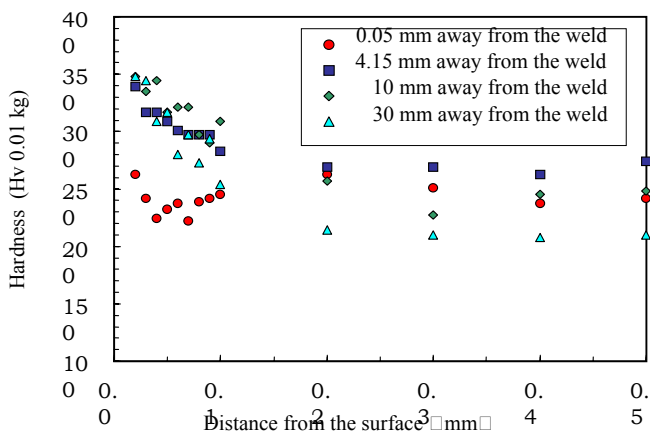 40
0
35
0
30
0
25
0
20
0
15
0
10
0
Hardness (Hv 0.01 kg)
0.05 mm away from the weld
4.15 mm away from the weld
10 mm away from the weld
30 mm away from the weld
0. 0. 0. 0. 0. 0.
0 1 2 3 4 5
Distance from the surface □mm□